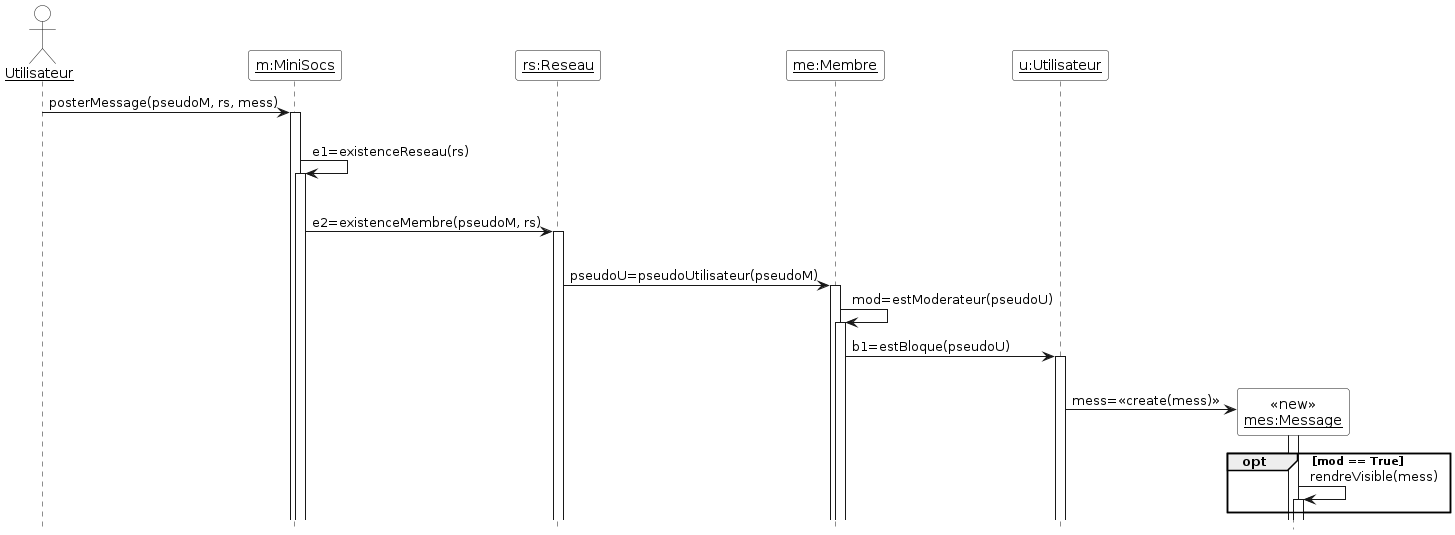 Utilisateur
m:MiniSocs
rs:Reseau
me:Membre
u:Utilisateur
posterMessage(pseudoM, rs, mess)
e1=existenceReseau(rs)
e2=existenceMembre(pseudoM, rs)
pseudoU=pseudoUtilisateur(pseudoM)
mod=estModerateur(pseudoU)
b1=estBloque(pseudoU)
mess=«create(mess)»
«new»
mes:Message
opt
[mod == True]
rendreVisible(mess)